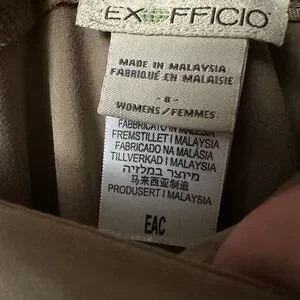 EXOFFICIO
MADE IN MALAYSIA
FABRIQUÉ EN MALAISIE
-8-
WOMENS/FEMMES
FABBRICATO IN MALESIA
FREMSTILLET I MALAYSIA
FABRICADO NA MALÁSIA
TILLVERKAD I MALAYSIA
מיוצר במלזיה
马来西亚制造
PRODUSERT I MALAYSIA
EAC